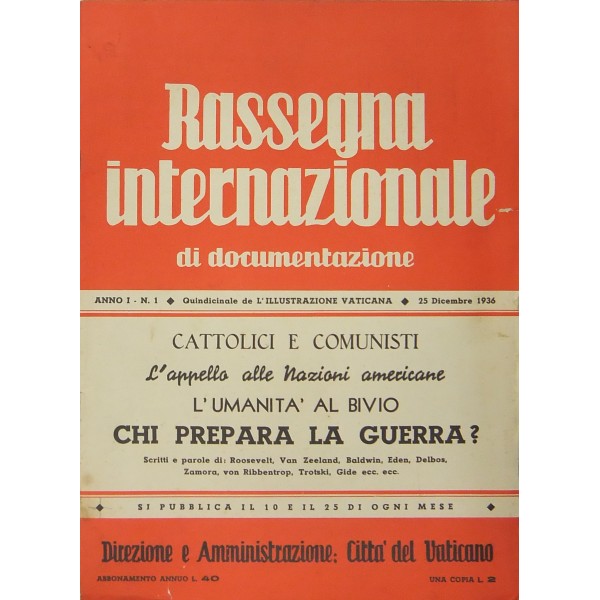 Rassegna
internazionale
di documentazione
ANNO I - N. 1 ◆ Quindicinale de L'ILLUSTRAZIONE VATICANA ◆ 25 Dicembre 1936
CATTOLICI E COMUNISTI
L'appello alle Nazioni americane
L'UMANITA' AL BIVIO
CHI PREPARA LA GUERRA?
Scritti e parole di: Roosevelt, Van Zeeland, Baldwin, Eden, Delbos,
Zamora, von Ribbentrop, Trotski, Gide ecc. ecc.
◆ SI PUBBLICA IL 10 E IL 25 DI OGNI MESE ◆
Direzione e Amministrazione: Città del Vaticano
ABBONAMENTO ANNUO L. 40 UNA COPIA L. 2